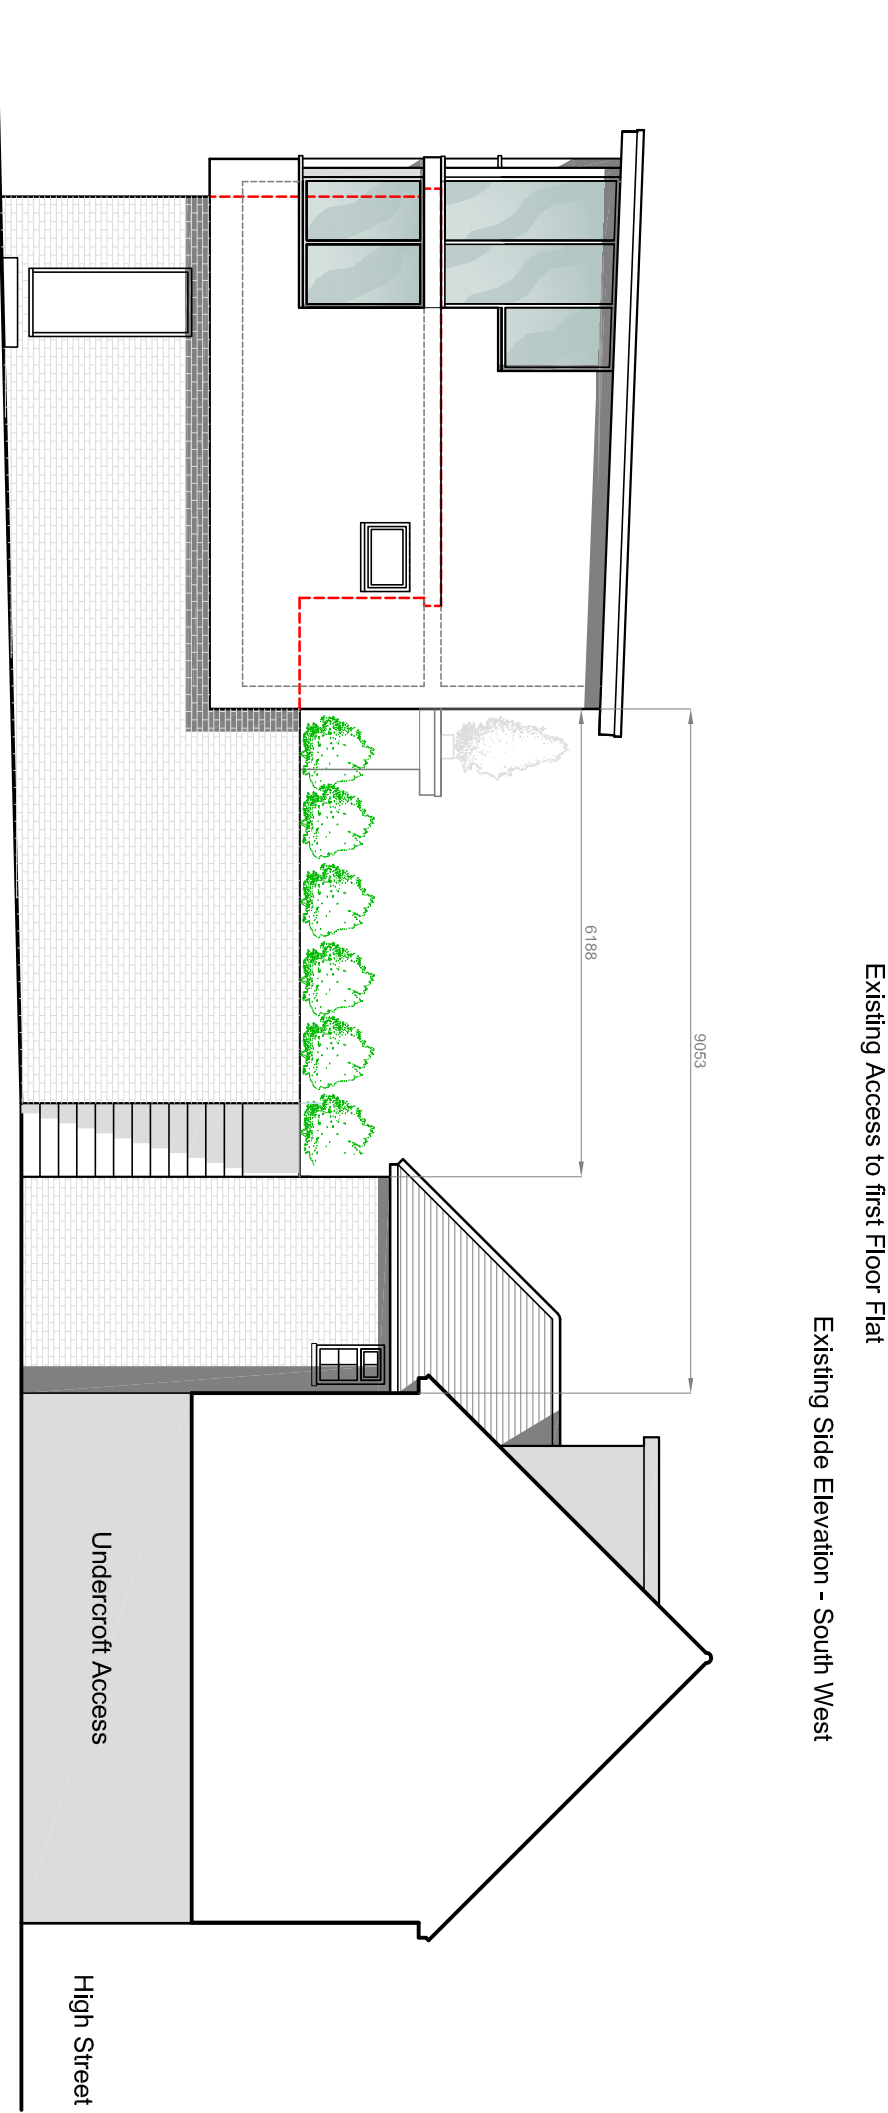 Existing Access to first Floor Flat
Existing Side Elevation - South West
9053
6188
Undercroft Access
High Street